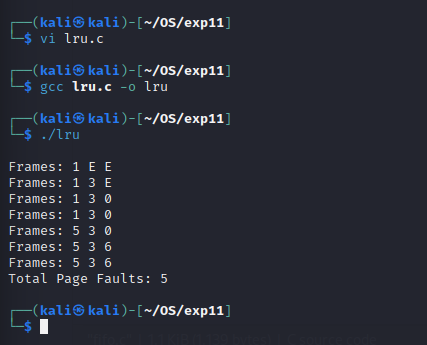 ┌──(kali㉿kali)-[~/OS/exp11]
└─$ vi lru.c
┌──(kali㉿kali)-[~/OS/exp11]
└─$ gcc lru.c -o lru
┌──(kali㉿kali)-[~/OS/exp11]
└─$ ./lru
Frames: 1 E E
Frames: 1 3 E
Frames: 1 3 0
Frames: 1 3 0
Frames: 5 3 0
Frames: 5 3 6
Frames: 5 3 6
Total Page Faults: 5
┌──(kali㉿kali)-[~/OS/exp11]
└─$